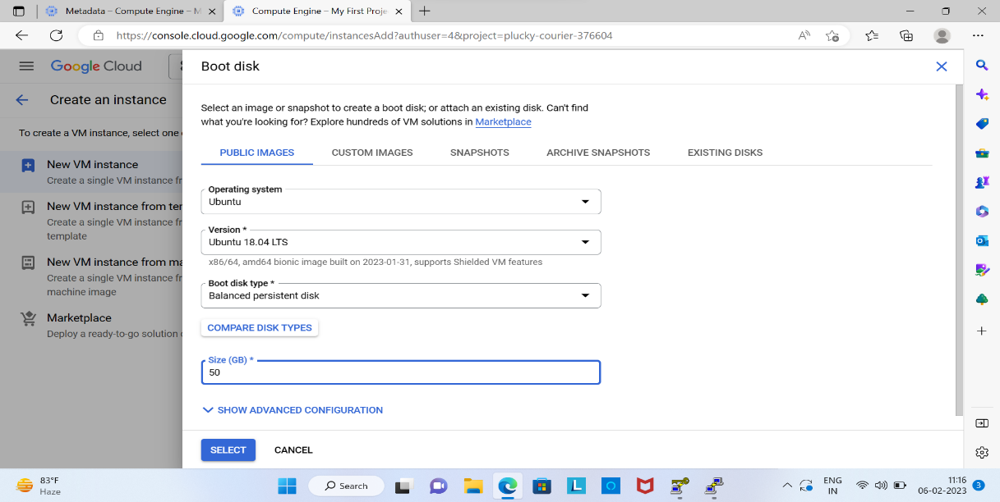 Metadata – Compute Engine – M
Compute Engine – My First Proje
https://console.cloud.google.com/compute/instancesAdd?authuser=4&project=plucky-courier-376604
Google Cloud
Create an instance
To create a VM instance, select one
New VM instance
Create a single VM instance fr
New VM instance from ter
Create a single VM instance fr
template
New VM instance from ma
Create a single VM instance fr
machine image
Marketplace
Deploy a ready-to-go solution
Boot disk
Select an image or snapshot to create a boot disk; or attach an existing disk. Can't find
what you're looking for? Explore hundreds of VM solutions in Marketplace
PUBLIC IMAGES CUSTOM IMAGES SNAPSHOTS ARCHIVE SNAPSHOTS EXISTING DISKS
Operating system
Ubuntu
Version *
Ubuntu 18.04 LTS
x86/64, amd64 bionic image built on 2023-01-31, supports Shielded VM features
Boot disk type *
Balanced persistent disk
COMPARE DISK TYPES
Size (GB) *
50
SHOW ADVANCED CONFIGURATION
SELECT CANCEL
83°F
Haze
Search
ENG
IN
11:16
06-02-2023
3